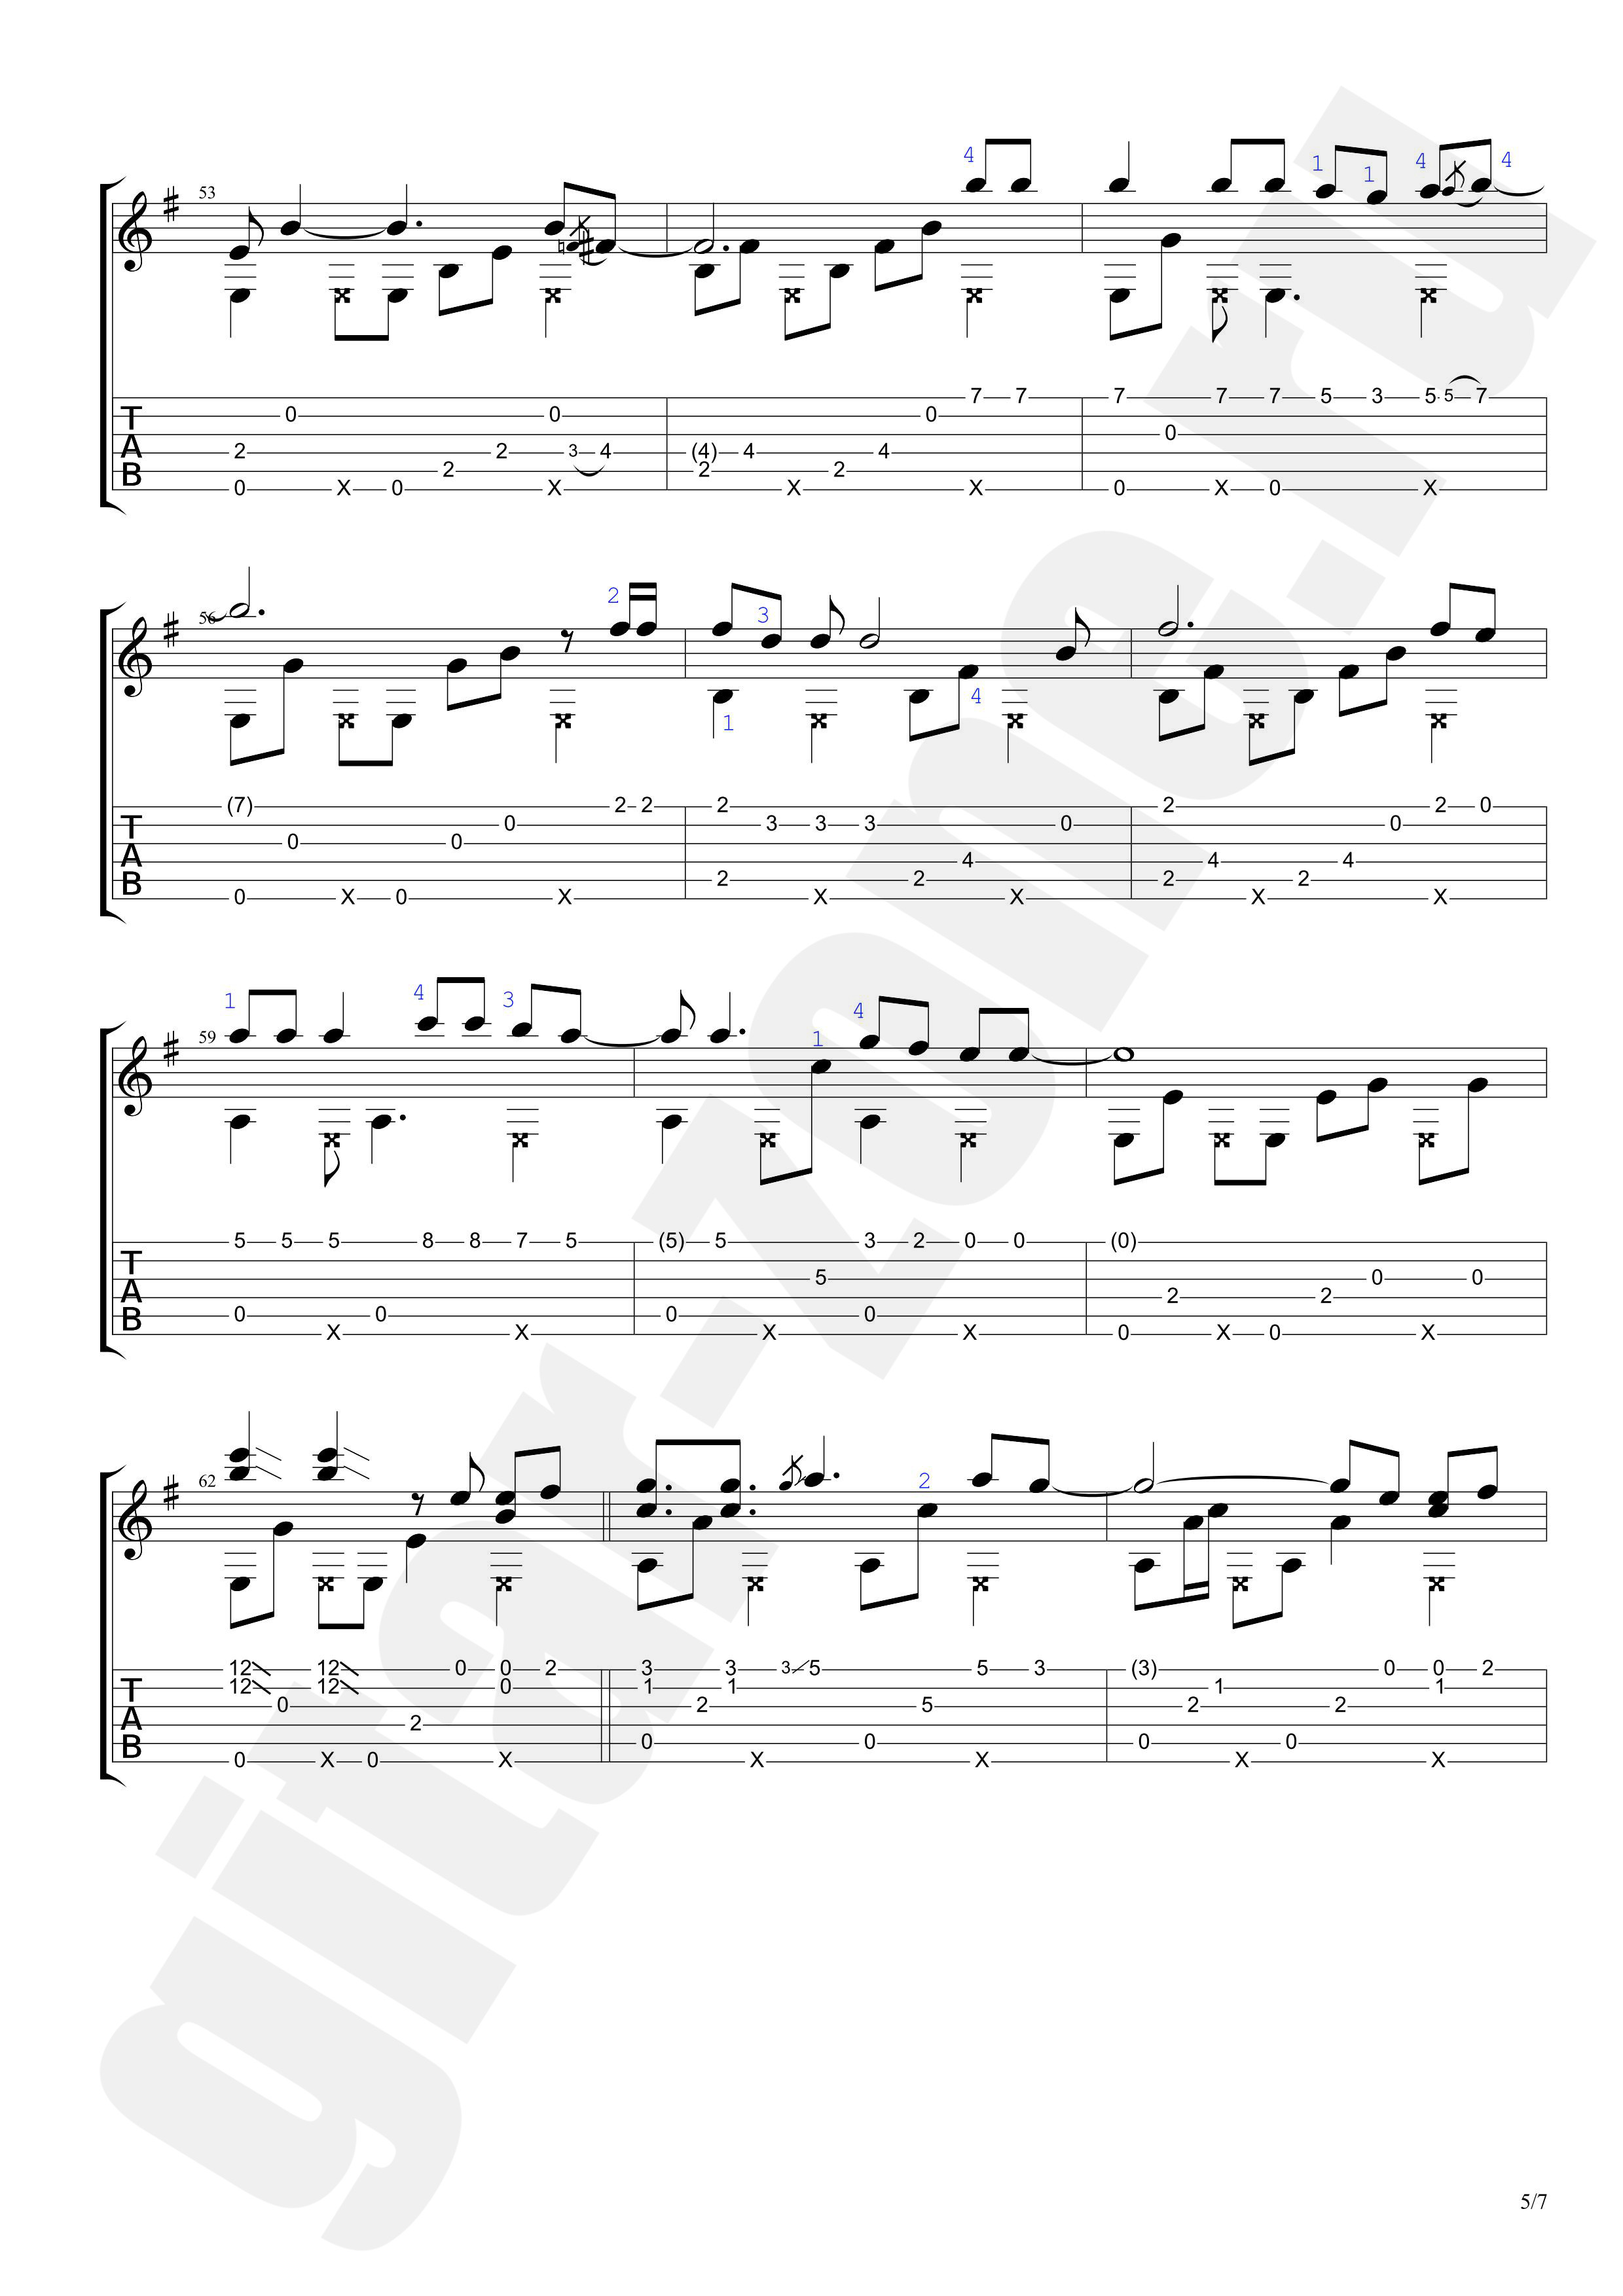 53
4
1
1
4
4
7 7 7 7 7 5 3 5 5 7
T 0 0 0
0
A 2 2 3 4 (4) 4 4
B 2 2 2
0 X 0 X X X 0 X 0 X
56
2
3
1
4
(7) 2 2 2 2 2 0
T 0 3 3 3 0 0
0 0
A 4 4 4
B 2 2 2 2
0 X 0 X X X X X
59
1
4
3
1
4
5 5 5 8 8 7 5 (5) 5 3 2 0 0 (0)
T
5 0 0
A 2 2
B 0 0 0 0
X X X X 0 X 0 X
62
2
12 12 0 0 2 3 3 3 5 5 3 (3) 0 0 2
T 12 12 0 1 1 1 1
0 2 5 2 2
A 2
B 0 0 0 0
0 X 0 X X X X X
gitar-zone.ru
5/7